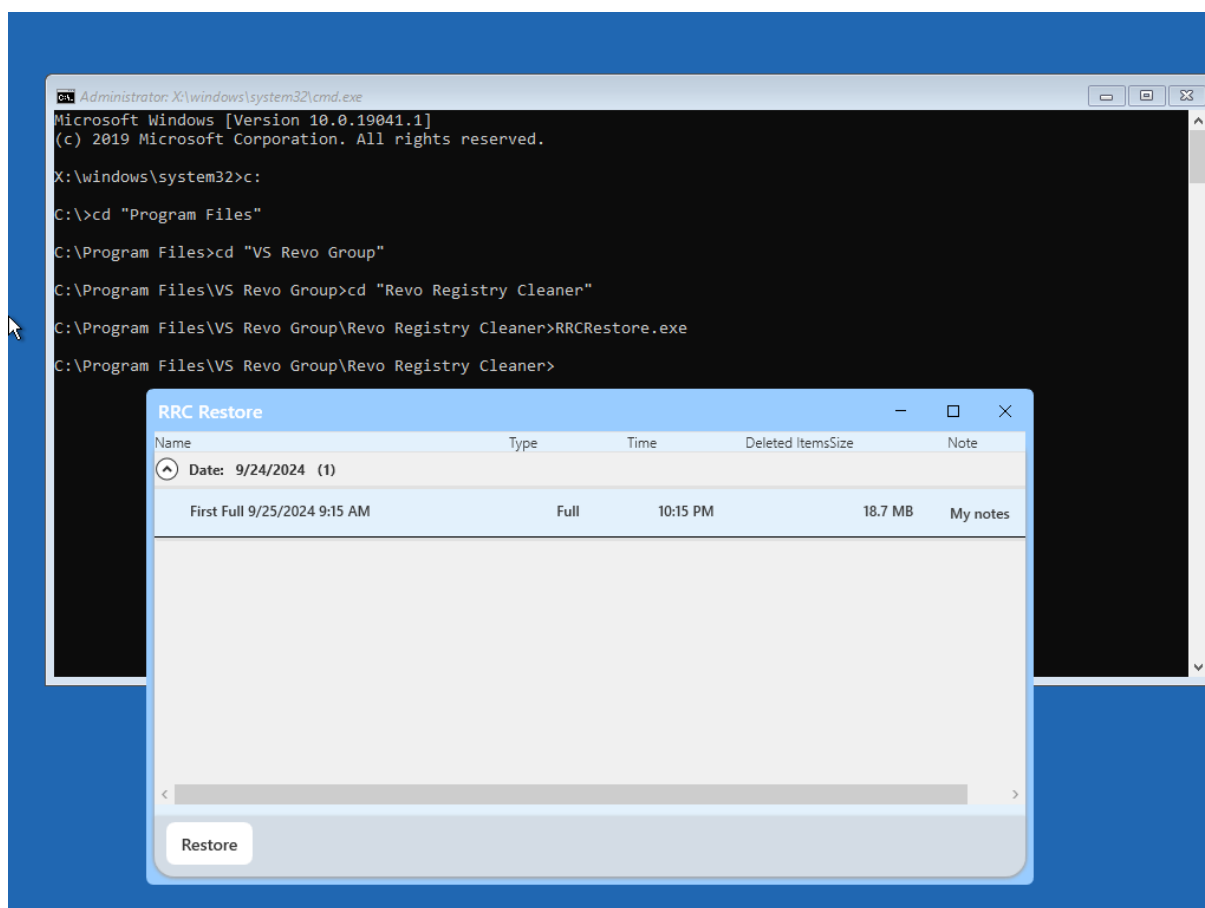 Administrator: X:\windows\system32\cmd.exe
Microsoft Windows [Version 10.0.19041.1]
(c) 2019 Microsoft Corporation. All rights reserved.
X:\windows\system32>c:
C:\>cd "Program Files"
C:\Program Files>cd "VS Revo Group"
C:\Program Files\VS Revo Group>cd "Revo Registry Cleaner"
C:\Program Files\VS Revo Group\Revo Registry Cleaner>RRCRestore.exe
C:\Program Files\VS Revo Group\Revo Registry Cleaner>
RRC Restore
Name Type Time Deleted ItemsSize Note
Date: 9/24/2024 (1)
First Full 9/25/2024 9:15 AM Full 10:15 PM 18.7 MB My notes
Restore